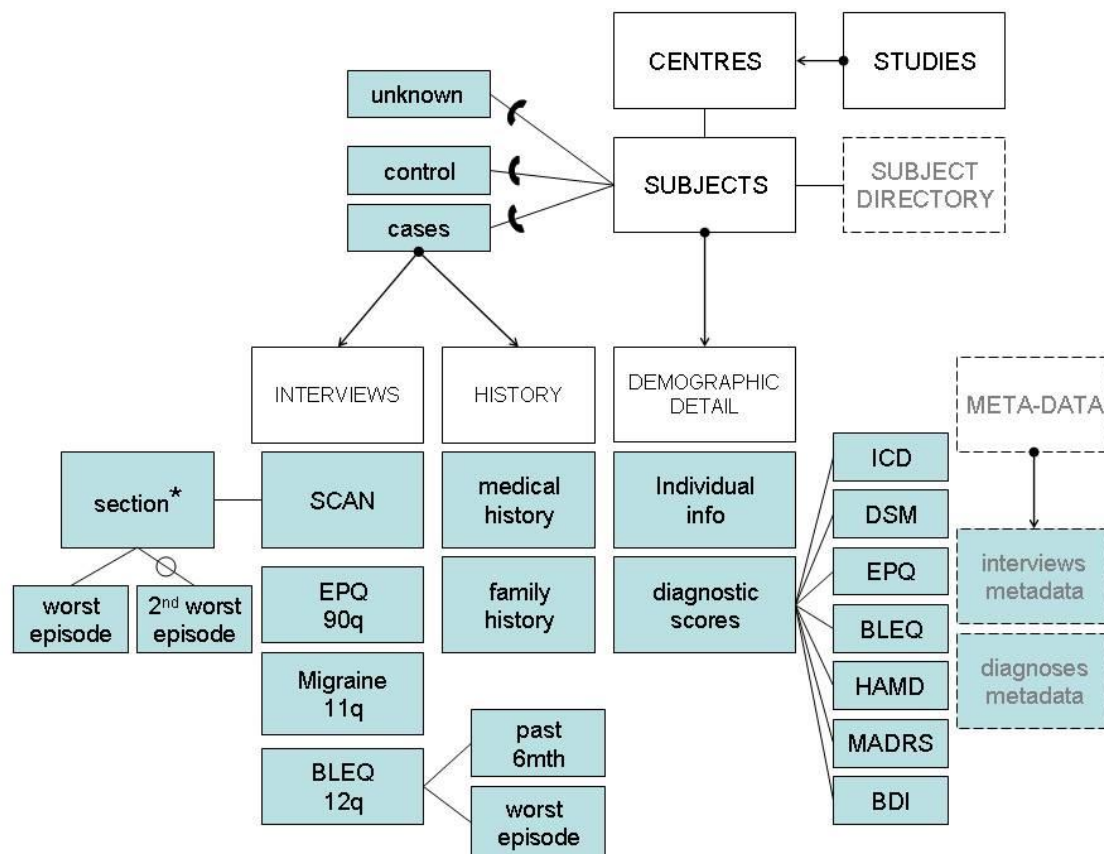 CENTRES
STUDIES
unknown
control
cases
SUBJECTS
SUBJECT
DIRECTORY
INTERVIEWS
HISTORY
DEMOGRAPHIC
DETAIL
META-DATA
section*
SCAN
medical
history
Individual
info
ICD
DSM
EPQ
BLEQ
HAMD
MADRS
BDI
interviews
metadata
diagnoses
metadata
worst
episode
2nd worst
episode
EPQ
90q
family
history
diagnostic
scores
Migraine
11q
BLEQ
12q
past
6mth
worst
episode